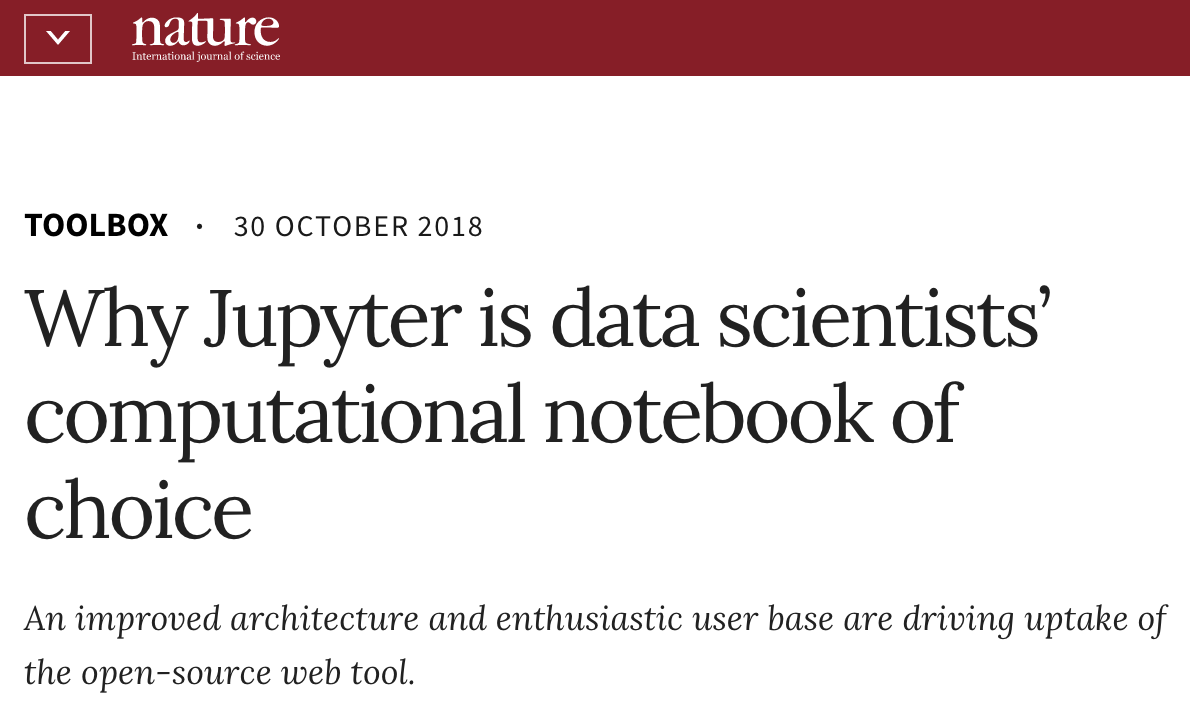 nature
International journal of science
TOOLBOX · 30 OCTOBER 2018
Why Jupyter is data scientists’
computational notebook of
choice
An improved architecture and enthusiastic user base are driving uptake of
the open-source web tool.